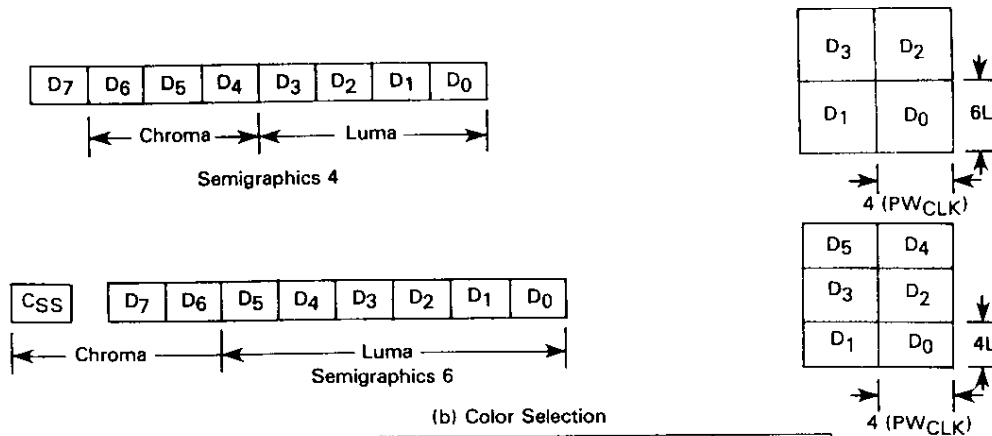 D7 D6 D5 D4 D3 D2 D1 D0
Chroma Luma
Semigraphics 4
D3 D2
D1 D0
6L
4 (PWCLK)
CSS D7 D6 D5 D4 D3 D2 D1 D0
Chroma Luma
Semigraphics 6
D5 D4
D3 D2
D1 D0
4L
4 (PWCLK)
(b) Color Selection